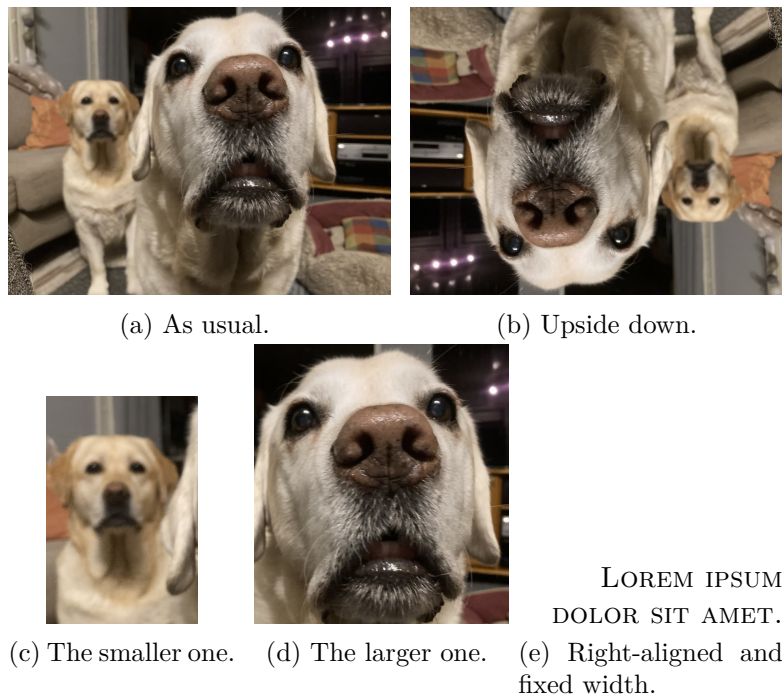 (a) As usual.
(b) Upside down.
LOREM IPSUM
DOLOR SIT AMET.
(c) The smaller one.
(d) The larger one.
(e) Right-aligned and
fixed width.